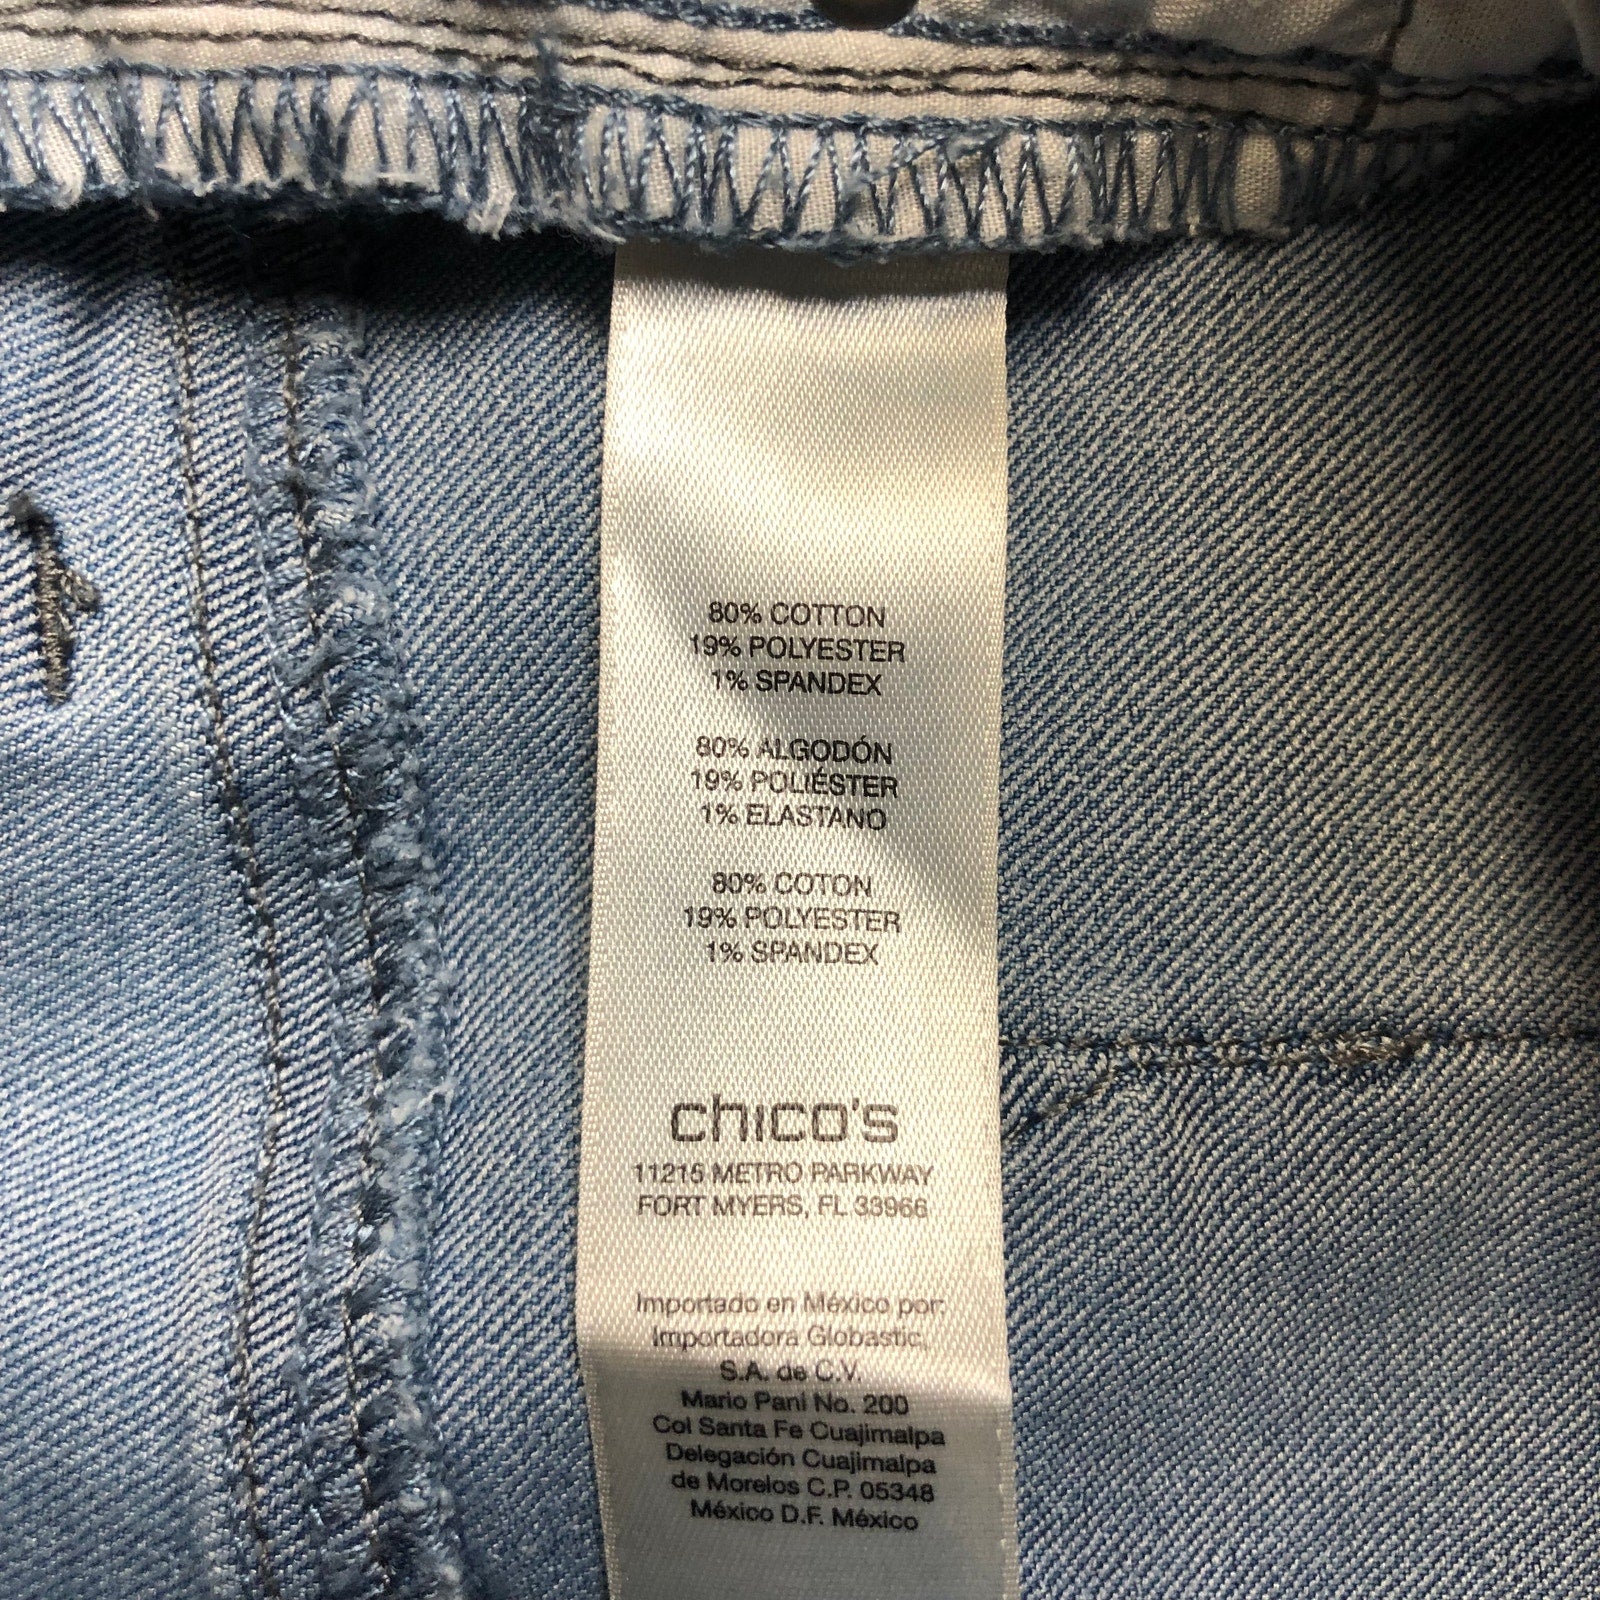 80% COTTON
19% POLYESTER
1% SPANDEX
80% ALGODÓN
19% POLIÉSTER
1% ELASTANO
80% COTON
19% POLYESTER
1% SPANDEX
chico's
11215 METRO PARKWAY
FORT MYERS, FL 33966
Importado en México por:
Importadora Globastic,
S.A. de C.V.
Mario Pani No. 200
Col Santa Fe Cuajimalpa
Delegación Cuajimalpa
de Morelos C.P. 05348
México D.F. México